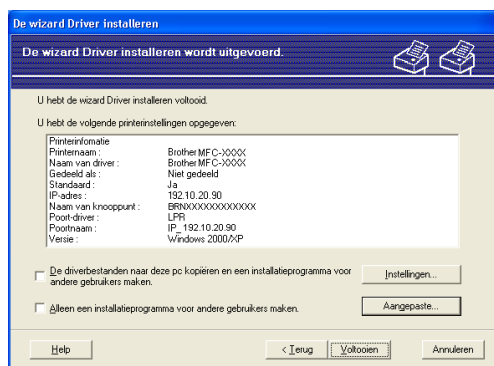 De wizard Driver installeren
De wizard Driver installeren wordt uitgevoerd.
U hebt de wizard Driver installeren voltooid.
U hebt de volgende printerinstellingen opgegeven:
Printerinfomatie
Printernaam : Brother MFC-XXXX
Naam van driver : Brother MFC-XXXX
Gedeeld als : Niet gedeeld
Standaard : Ja
IP-adres : 192.10.20.90
Naam van knooppunt : BRNXXXXXXXXXXXX
Poort-driver : LPR
Poortnaam : IP_192.10.20.90
Versie : Windows 2000/XP
De driverbestanden naar deze pc kopiëren en een installatieprogramma voor
andere gebruikers maken.
Instellingen...
Alleen een installatieprogramma voor andere gebruikers maken.
Aangepaste...
Help
< Terug
Voltooien
Annuleren